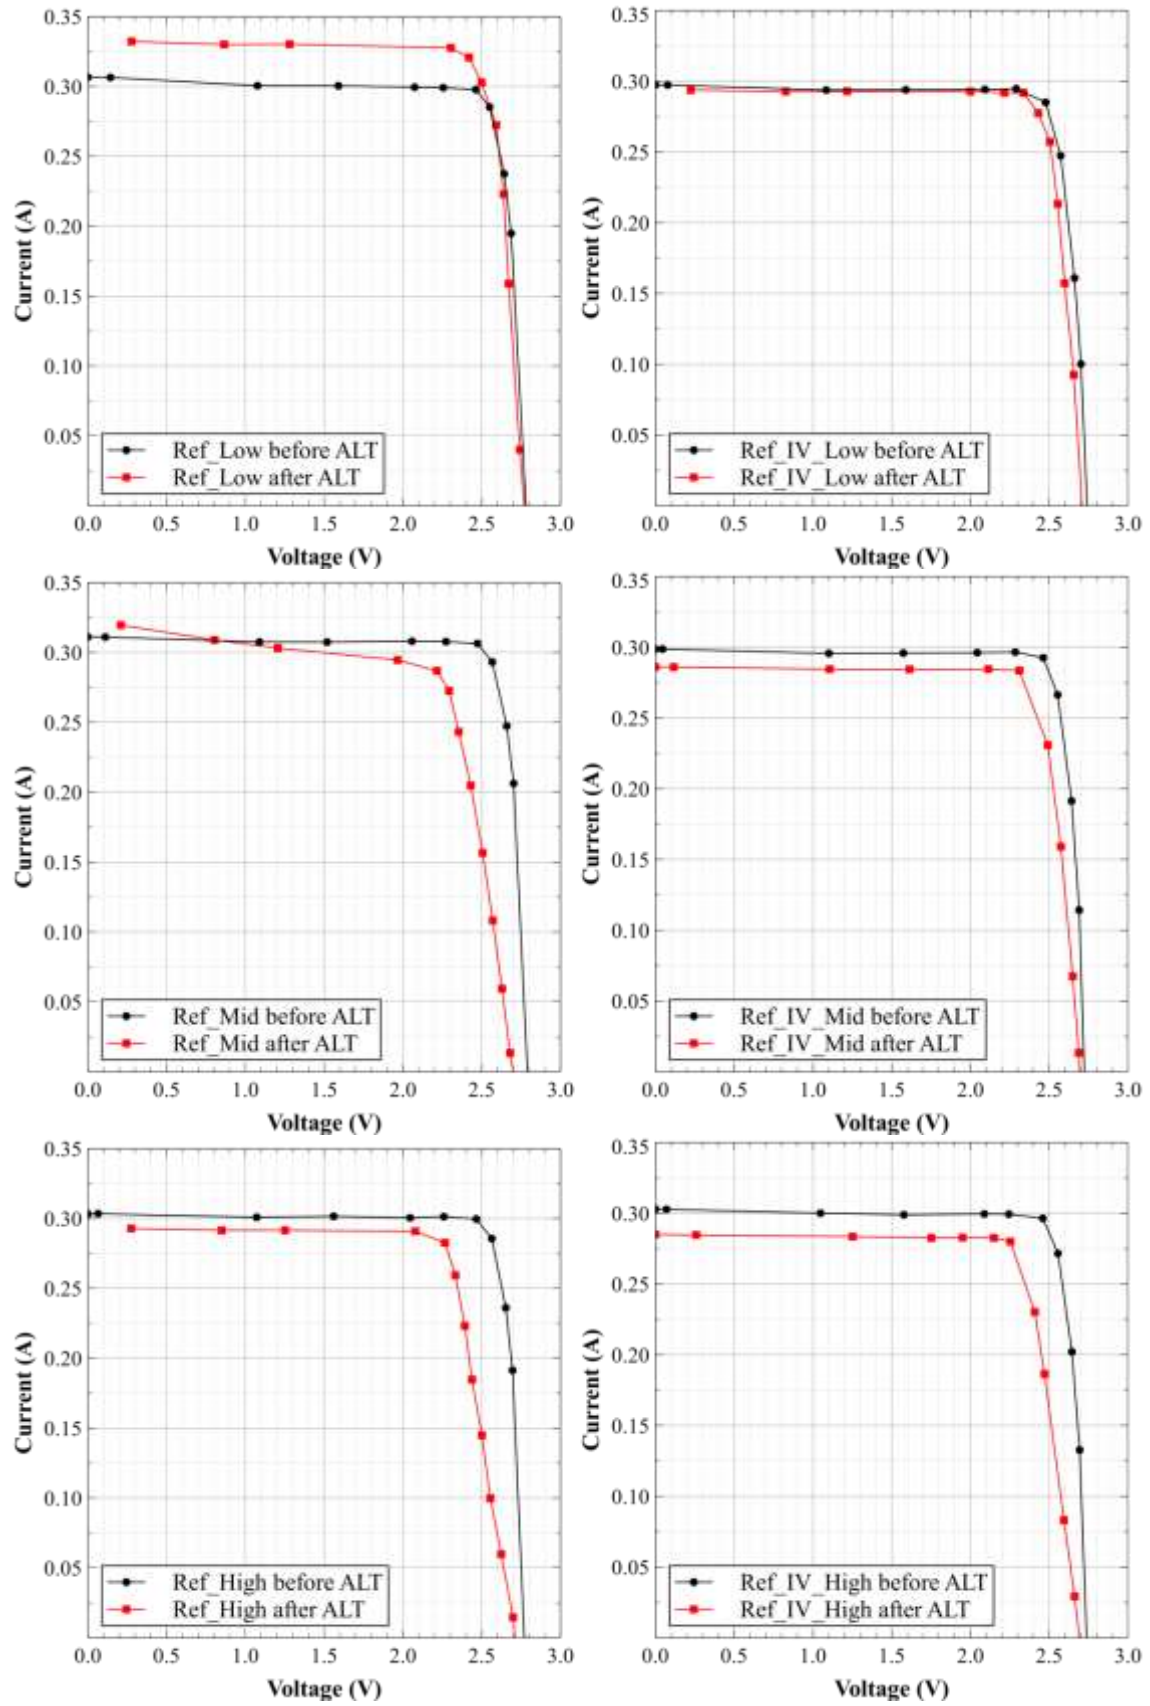 0.35
0.30
0.25
0.20
0.15
0.10
0.05
Current (A)
Ref_Low before ALT
Ref_Low after ALT
0.0 0.5 1.0 1.5 2.0 2.5 3.0
Voltage (V)
0.35
0.30
0.25
0.20
0.15
0.10
0.05
Current (A)
Ref_IV_Low before ALT
Ref_IV_Low after ALT
0.0 0.5 1.0 1.5 2.0 2.5 3.0
Voltage (V)
0.35
0.30
0.25
0.20
0.15
0.10
0.05
Current (A)
Ref_Mid before ALT
Ref_Mid after ALT
0.0 0.5 1.0 1.5 2.0 2.5 3.0
Voltage (V)
0.35
0.30
0.25
0.20
0.15
0.10
0.05
Current (A)
Ref_IV_Mid before ALT
Ref_IV_Mid after ALT
0.0 0.5 1.0 1.5 2.0 2.5 3.0
Voltage (V)
0.35
0.30
0.25
0.20
0.15
0.10
0.05
Current (A)
Ref_High before ALT
Ref_High after ALT
0.0 0.5 1.0 1.5 2.0 2.5 3.0
Voltage (V)
0.35
0.30
0.25
0.20
0.15
0.10
0.05
Current (A)
Ref_IV_High before ALT
Ref_IV_High after ALT
0.0 0.5 1.0 1.5 2.0 2.5 3.0
Voltage (V)